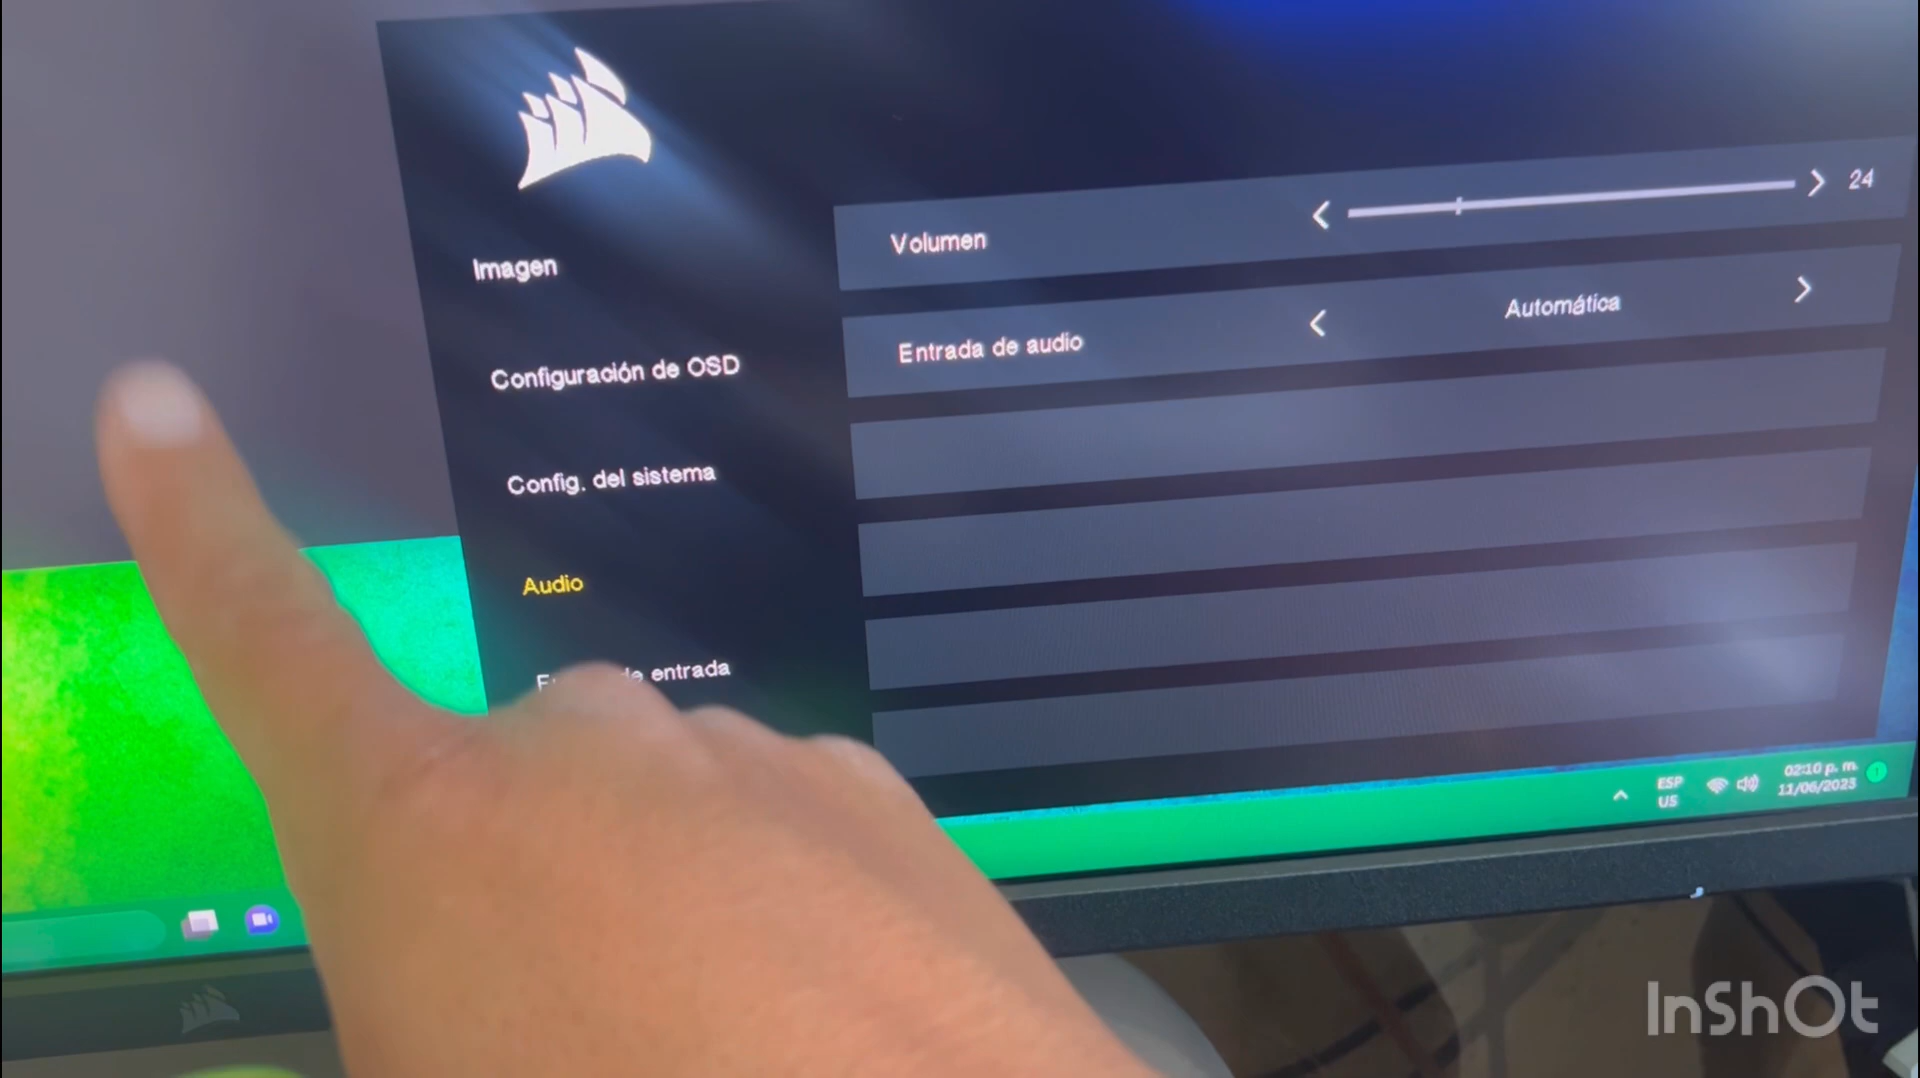 Imagen
Configuración de OSD
Config. del sistema
Audio
entrada
Volumen
24
Entrada de audio
Automática
ESP
US
02:10 p. m.
11/06/2023
InShOt